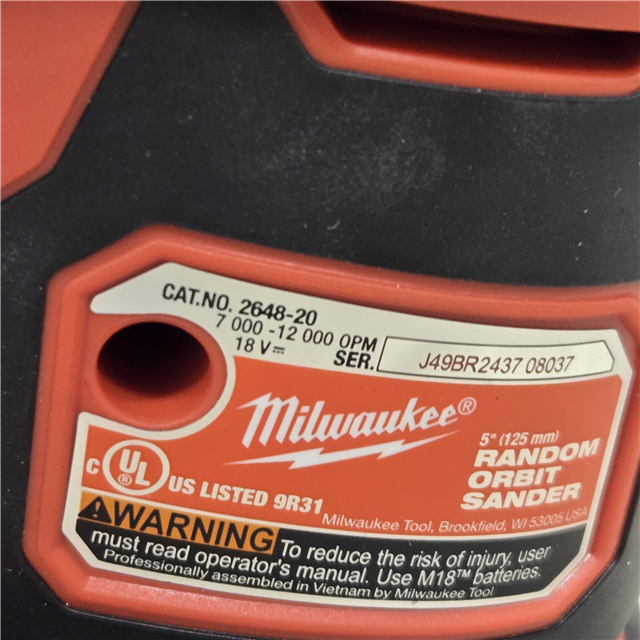 CAT.NO. 2648-20
7 000 -12 000 OPM
18 V⎓ SER. J49BR2437 08037
Milwaukee®
5" (125 mm)
RANDOM
ORBIT
SANDER
C UL® US LISTED 9R31
Milwaukee Tool, Brookfield, WI 53005 USA
WARNING To reduce the risk of injury, user
must read operator's manual. Use M18™ batteries.
Professionally assembled in Vietnam by Milwaukee Tool